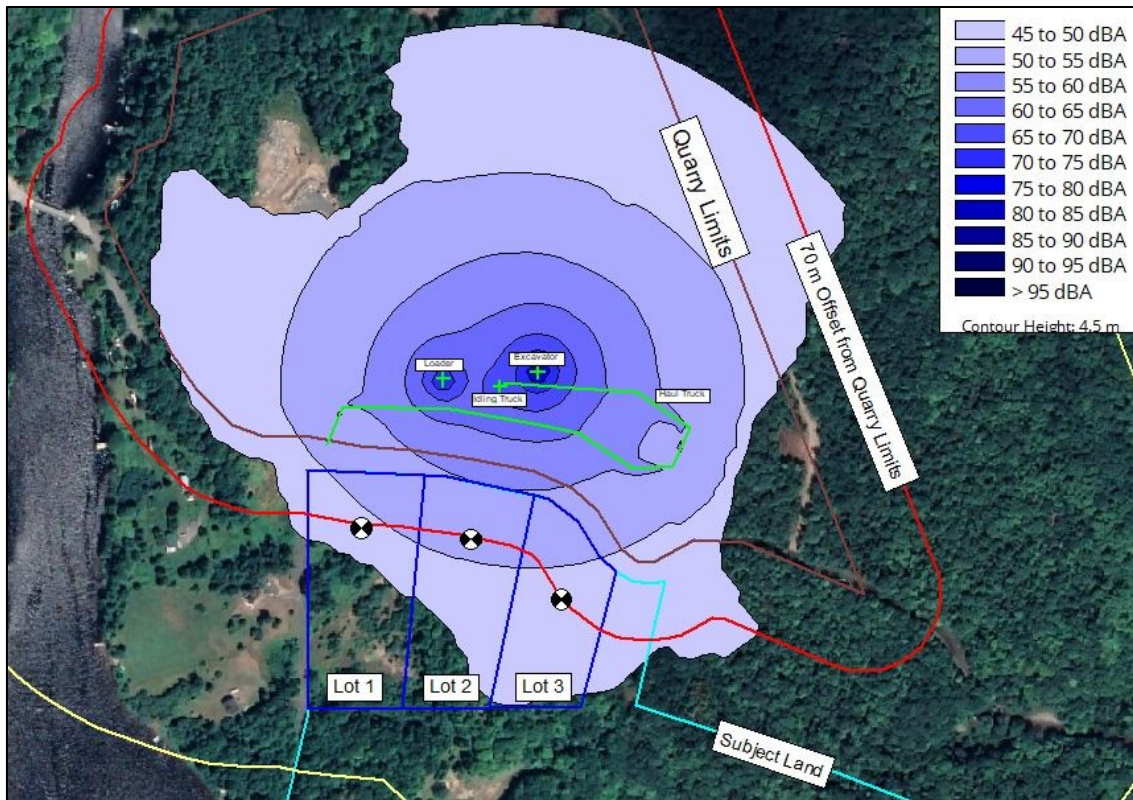 45 to 50 dBA
50 to 55 dBA
55 to 60 dBA
60 to 65 dBA
65 to 70 dBA
70 to 75 dBA
75 to 80 dBA
80 to 85 dBA
85 to 90 dBA
90 to 95 dBA
> 95 dBA
Contour Height: 4.5 m
Quarry Limits
70 m Offset from Quarry Limits
Loader
Excavator
Idling Truck
Haul Truck
Lot 1
Lot 2
Lot 3
Subject Land